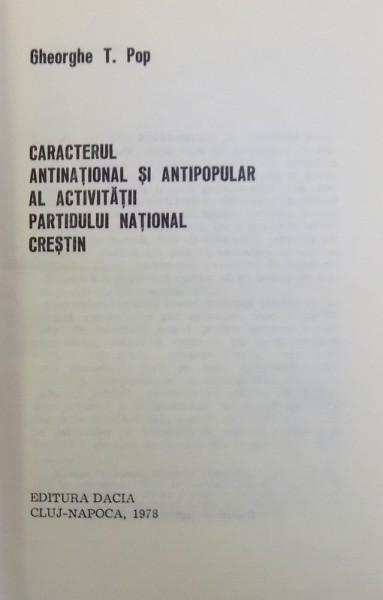 Gheorghe T. Pop
CARACTERUL
ANTINAȚIONAL ȘI ANTIPOPULAR
AL ACTIVITĂȚII
PARTIDULUI NAȚIONAL
CREȘTIN
EDITURA DACIA
CLUJ-NAPOCA, 1978